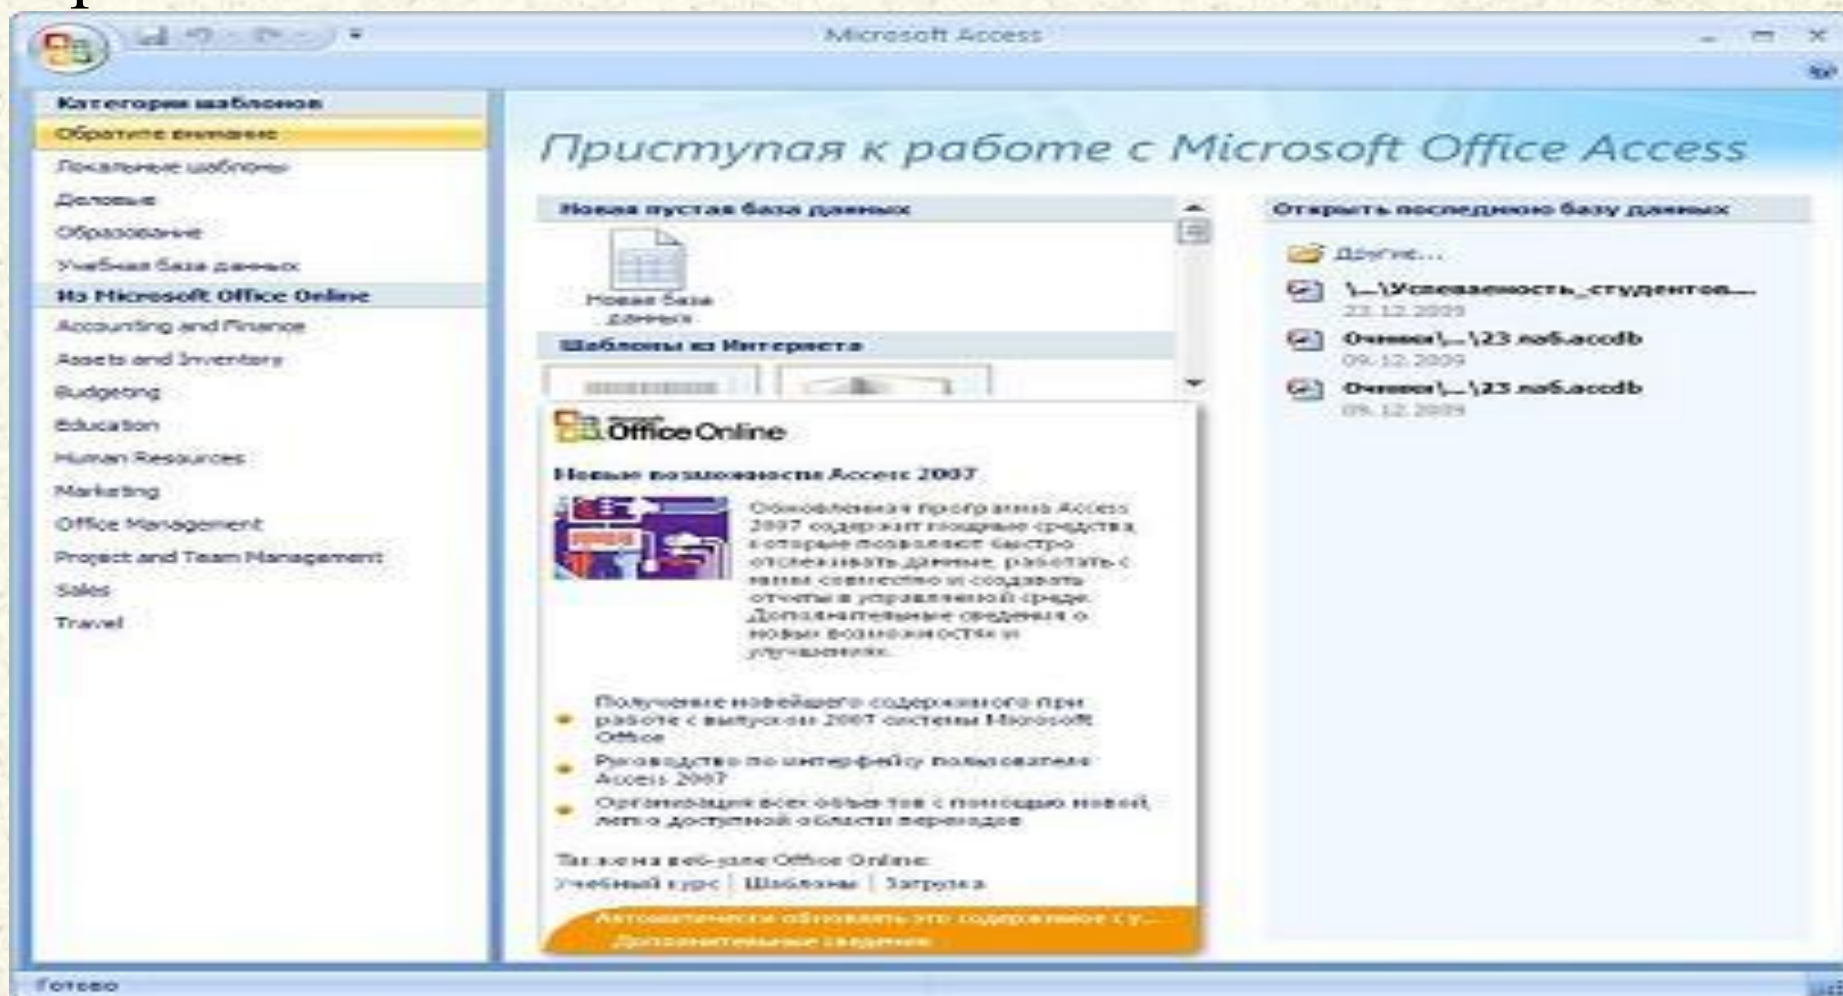 Microsoft Access
Категории шаблонов
Обратите внимание
Локальные шаблоны
Деловые
Образование
Учебная база данных
Из Microsoft Office Online
Accounting and Finance
Assets and Inventory
Budgeting
Education
Human Resources
Marketing
Office Management
Project and Team Management
Sales
Travel
Приступая к работе с Microsoft Office Access
Новая пустая база данных
Новая база
данных
Шаблоны из Интернета
Microsoft
Office Online
Новые возможности Access 2007
Обновленная программа Access
2007 содержит мощные средства,
которые позволяют быстро
отслеживать данные, работать с
ними совместно и создавать
отчеты в управляемой среде.
Дополнительные сведения о
новых возможностях и
улучшениях.
Получение новейшего содержимого при
работе с выпуском 2007 системы Microsoft
Office
Руководство по интерфейсу пользователя
Access 2007
Организация всех объектов с помощью новой,
легко доступной области переходов
Также на веб-узле Office Online:
Учебный курс | Шаблоны | Загрузка
Автоматически обновлять это содержимое с у...
Дополнительные сведения
Открыть последнюю базу данных
Другие...
\...\Успеваемость_студентов....
23.12.2009
Очники\...\23 лаб.accdb
09.12.2009
Очники\...\23 лаб.accdb
09.12.2009
Готово